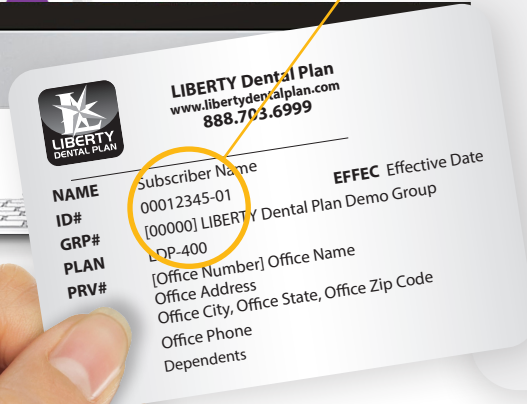 LIBERTY Dental Plan
www.libertydentalplan.com
888.703.6999
LIBERTY
DENTAL PLAN
NAME Subscriber Name
ID# 00012345-01 EFFEC Effective Date
GRP# [00000] LIBERTY Dental Plan Demo Group
PLAN LDP-400
PRV# [Office Number] Office Name
Office Address
Office City, Office State, Office Zip Code
Office Phone
Dependents